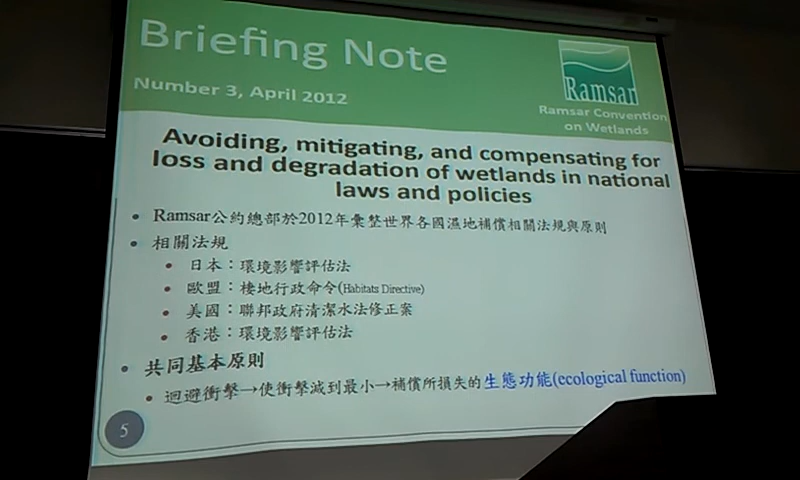 Briefing Note
Number 3, April 2012
Ramsar
Ramsar Convention
on Wetlands
Avoiding, mitigating, and compensating for
loss and degradation of wetlands in national
laws and policies
• Ramsar公約總部於2012年彙整世界各國濕地補償相關法規與原則
• 相關法規
• 日本：環境影響評估法
• 歐盟：棲地行政命令(Habitats Directive)
• 美國：聯邦政府清潔水法修正案
• 香港：環境影響評估法
• 共同基本原則
• 迴避衝擊→使衝擊減到最小→補償所損失的生態功能(ecological function)
5